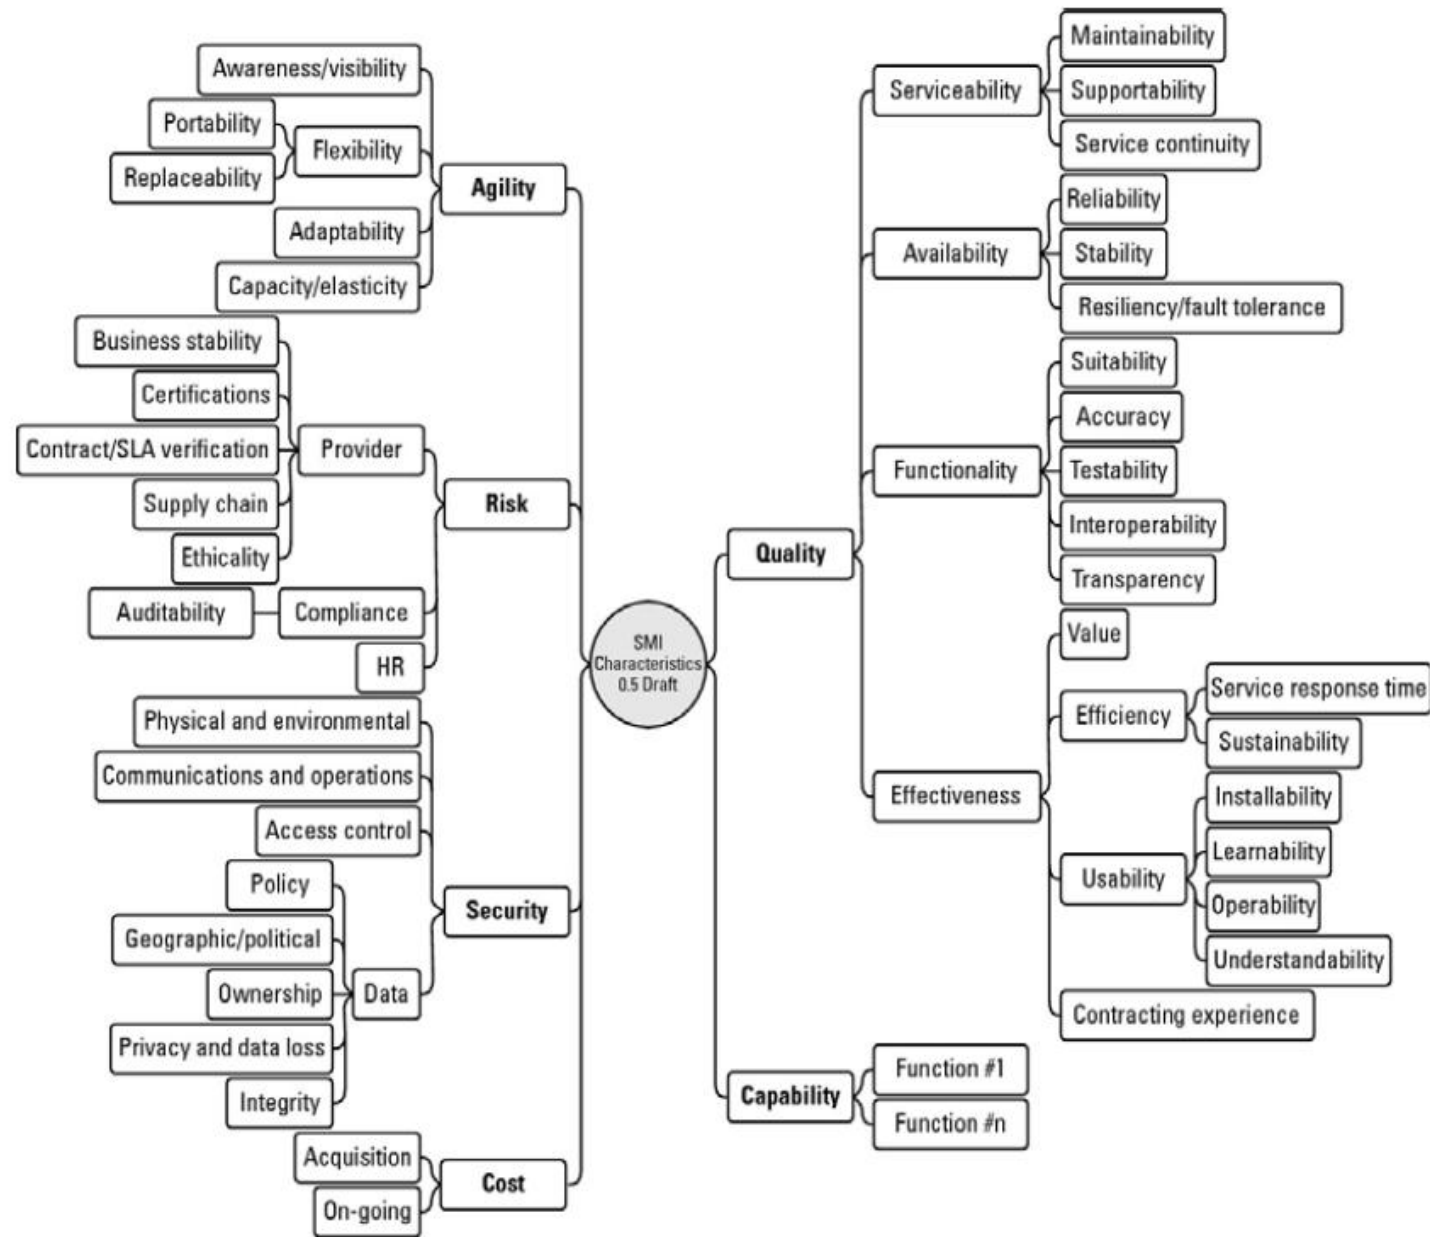 Awareness/visibility
Portability
Flexibility
Replaceability
Agility
Adaptability
Capacity/elasticity
Business stability
Certifications
Contract/SLA verification
Provider
Supply chain
Risk
Ethicality
Auditability
Compliance
HR
Physical and environmental
Communications and operations
Access control
Policy
Security
Geographic/political
Ownership
Data
Privacy and data loss
Integrity
Acquisition
Cost
On-going
SMI
Characteristics
0.5 Draft
Quality
Serviceability
Maintainability
Supportability
Service continuity
Availability
Reliability
Stability
Resiliency/fault tolerance
Functionality
Suitability
Accuracy
Testability
Interoperability
Transparency
Effectiveness
Value
Efficiency
Service response time
Sustainability
Usability
Installability
Learnability
Operability
Understandability
Contracting experience
Capability
Function #1
Function #n